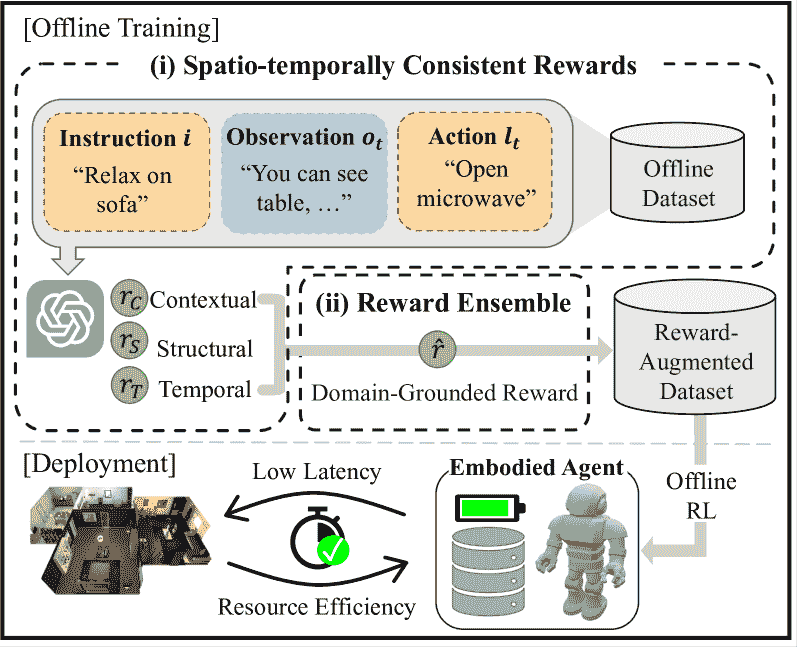 [Offline Training]
(i) Spatio-temporally Consistent Rewards
Instruction i
“Relax on
sofa”
Observation o_t
“You can see
table, …”
Action l_t
“Open
microwave”
Offline
Dataset
r_C Contextual
r_S Structural
r_T Temporal
(ii) Reward Ensemble
r̂
Domain-Grounded Reward
Reward-
Augmented
Dataset
[Deployment]
Low Latency
Resource Efficiency
Embodied Agent
Offline
RL